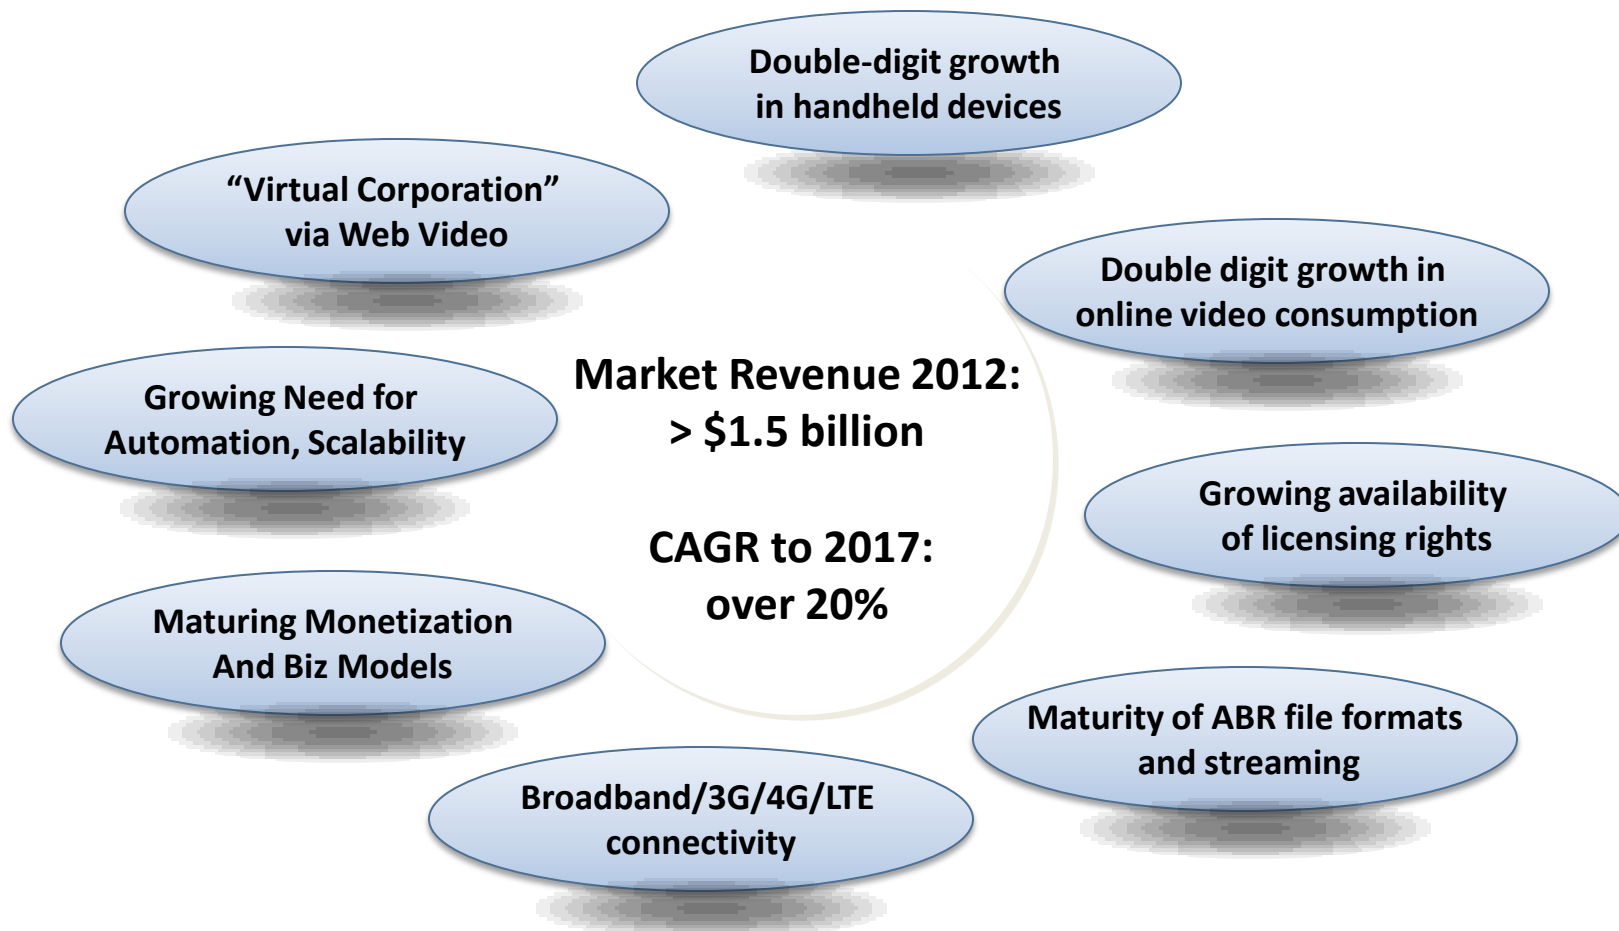 Double-digit growth
in handheld devices
“Virtual Corporation”
via Web Video
Double digit growth in
online video consumption
Growing Need for
Automation, Scalability
Market Revenue 2012:
> $1.5 billion
CAGR to 2017:
over 20%
Growing availability
of licensing rights
Maturing Monetization
And Biz Models
Maturity of ABR file formats
and streaming
Broadband/3G/4G/LTE
connectivity